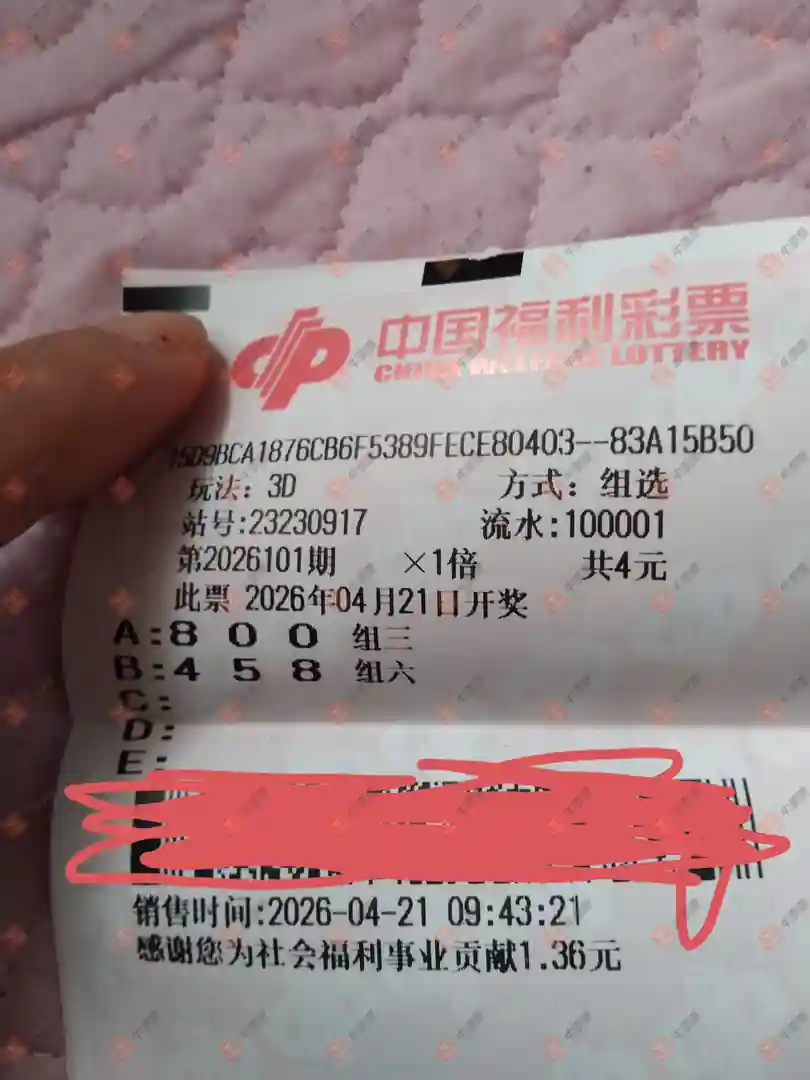 中国福利彩票
CHINA WELFARE LOTTERY
75D9BCA1876CB6F5389FECE80403--83A15B50
玩法：3D 方式：组选
站号:23230917 流水:100001
第2026101期 ×1倍 共4元
此票 2026年04月21日开奖
A:8 0 0 组三
B:4 5 8 组六
C:
D:
E:
销售时间:2026-04-21 09:43:21
感谢您为社会福利事业贡献1.36元